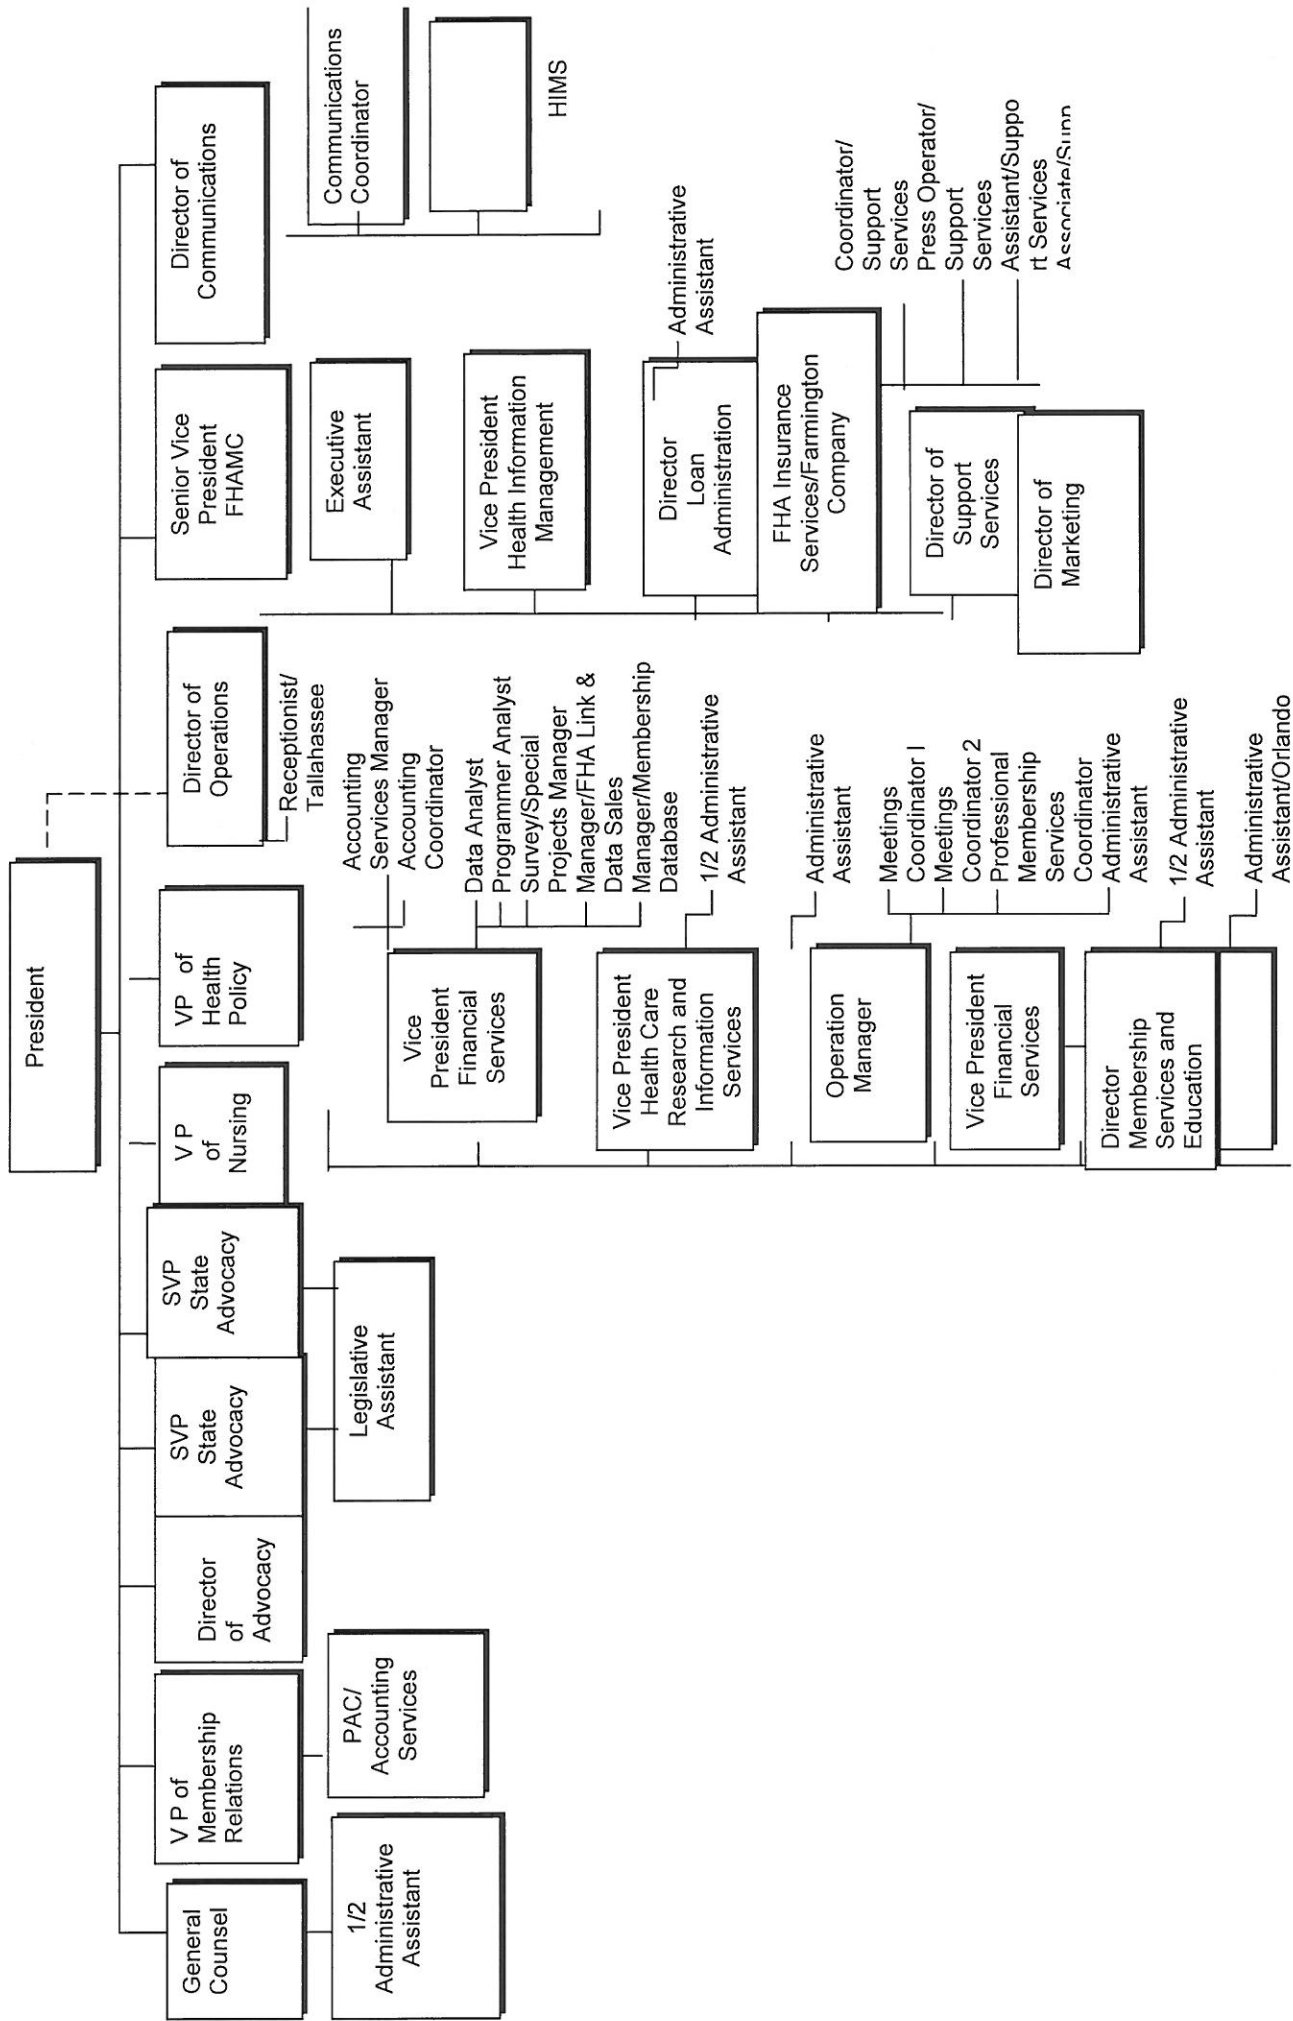 President
General
Counsel
V P of
Membership
Relations
Director
of
Advocacy
SVP
State
Advocacy
SVP
State
Advocacy
V P
of
Nursing
VP of
Health
Policy
Director of
Operations
Senior Vice
President
FHAMC
Director of
Communications
1/2
Administrative
Assistant
PAC/
Accounting
Services
Legislative
Assistant
Receptionist/
Tallahassee
Vice
President
Financial
Services
Accounting
Services Manager
Accounting
Coordinator
Data Analyst
Programmer Analyst
Survey/Special
Projects Manager
Manager/FHA Link &
Data Sales
Manager/Membership
Database
Vice President
Health Care
Research and
Information
Services
1/2 Administrative
Assistant
Administrative
Assistant
Operation
Manager
Meetings
Coordinator I
Meetings
Coordinator 2
Professional
Membership
Services
Coordinator
Administrative
Assistant
Vice President
Financial
Services
Director
Membership
Services and
Education
1/2 Administrative
Assistant
Administrative
Assistant/Orlando
Executive
Assistant
Vice President
Health Information
Management
Director
Loan
Administration
Administrative
Assistant
FHA Insurance
Services/Farmington
Company
Director of
Support
Services
Director of
Marketing
Coordinator/
Support
Services
Press Operator/
Support
Services
Assistant/Suppo
rt Services
Communications
Coordinator
HIMS